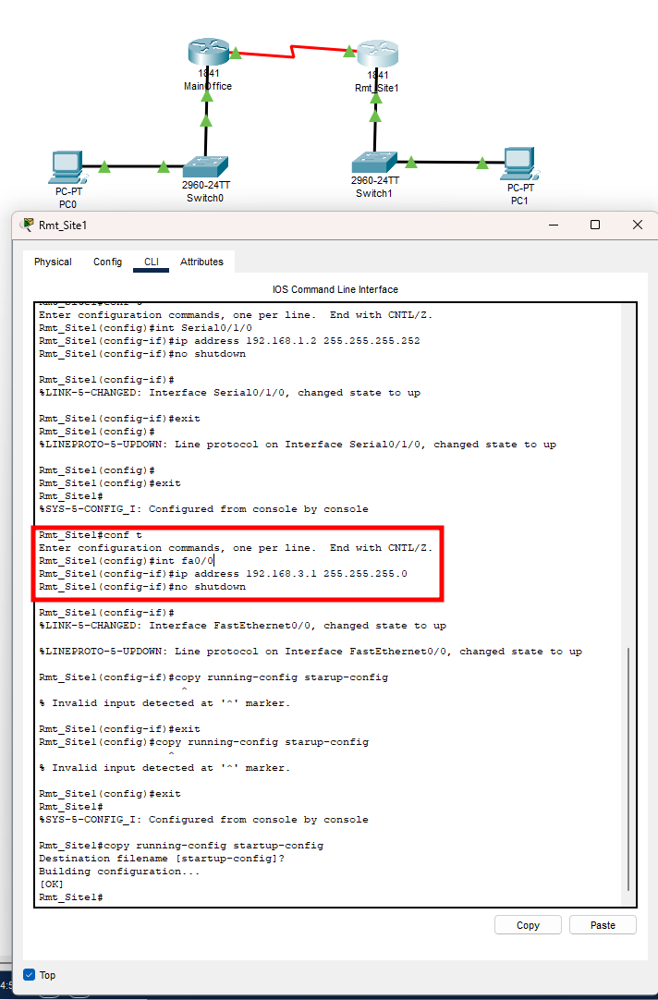 1841
MainOffice
1841
Rmt_Site1
PC-PT
PC0
2960-24TT
Switch0
2960-24TT
Switch1
PC-PT
PC1
Rmt_Site1
Physical Config CLI Attributes
IOS Command Line Interface
Rmt_Site1#conf t
Enter configuration commands, one per line.  End with CNTL/Z.
Rmt_Site1(config)#int Serial0/1/0
Rmt_Site1(config-if)#ip address 192.168.1.2 255.255.255.252
Rmt_Site1(config-if)#no shutdown
Rmt_Site1(config-if)#
%LINK-5-CHANGED: Interface Serial0/1/0, changed state to up
Rmt_Site1(config-if)#exit
Rmt_Site1(config)#
%LINEPROTO-5-UPDOWN: Line protocol on Interface Serial0/1/0, changed state to up
Rmt_Site1(config)#
Rmt_Site1(config)#exit
Rmt_Site1#
%SYS-5-CONFIG_I: Configured from console by console
Rmt_Site1#conf t
Enter configuration commands, one per line.  End with CNTL/Z.
Rmt_Site1(config)#int fa0/0
Rmt_Site1(config-if)#ip address 192.168.3.1 255.255.255.0
Rmt_Site1(config-if)#no shutdown
Rmt_Site1(config-if)#
%LINK-5-CHANGED: Interface FastEthernet0/0, changed state to up
%LINEPROTO-5-UPDOWN: Line protocol on Interface FastEthernet0/0, changed state to up
Rmt_Site1(config-if)#copy running-config starup-config
^
% Invalid input detected at '^' marker.
Rmt_Site1(config-if)#exit
Rmt_Site1(config)#copy running-config starup-config
^
% Invalid input detected at '^' marker.
Rmt_Site1(config)#exit
Rmt_Site1#
%SYS-5-CONFIG_I: Configured from console by console
Rmt_Site1#copy running-config startup-config
Destination filename [startup-config]?
Building configuration...
[OK]
Rmt_Site1#
Copy Paste
Top